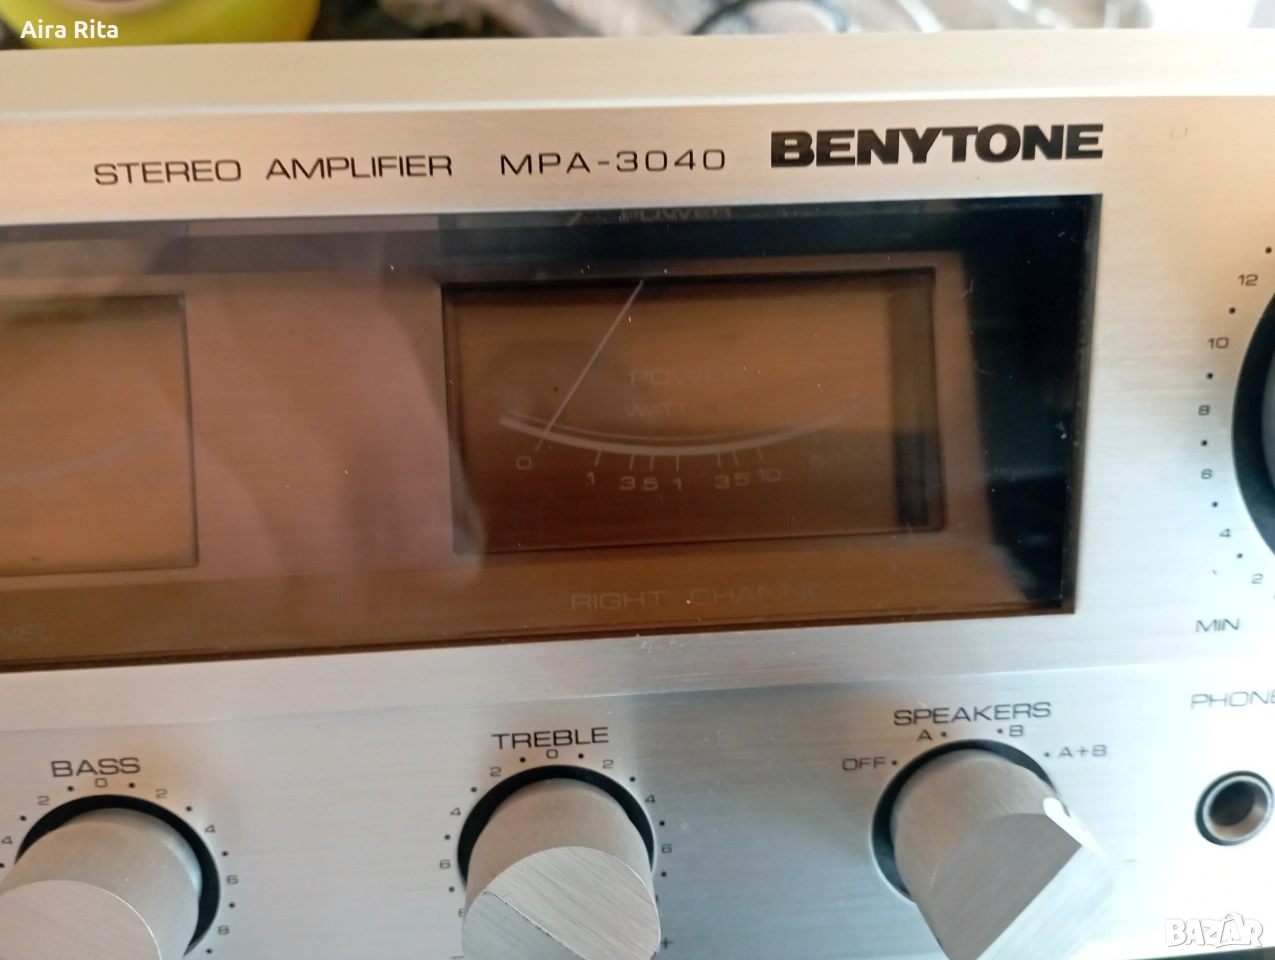 Aira Rita
STEREO AMPLIFIER MPA-3040 BENYTONE
POWER
POWER
WATTS
0 1 3 5 1 3 5 10
RIGHT CHANNEL
12
10
8
6
4
2
MIN
PHONE
BASS
2 0 2
4 4
6
8
TREBLE
2 0 2
4 4
6 6
8
+
SPEAKERS
OFF A B A+B
BAZAR